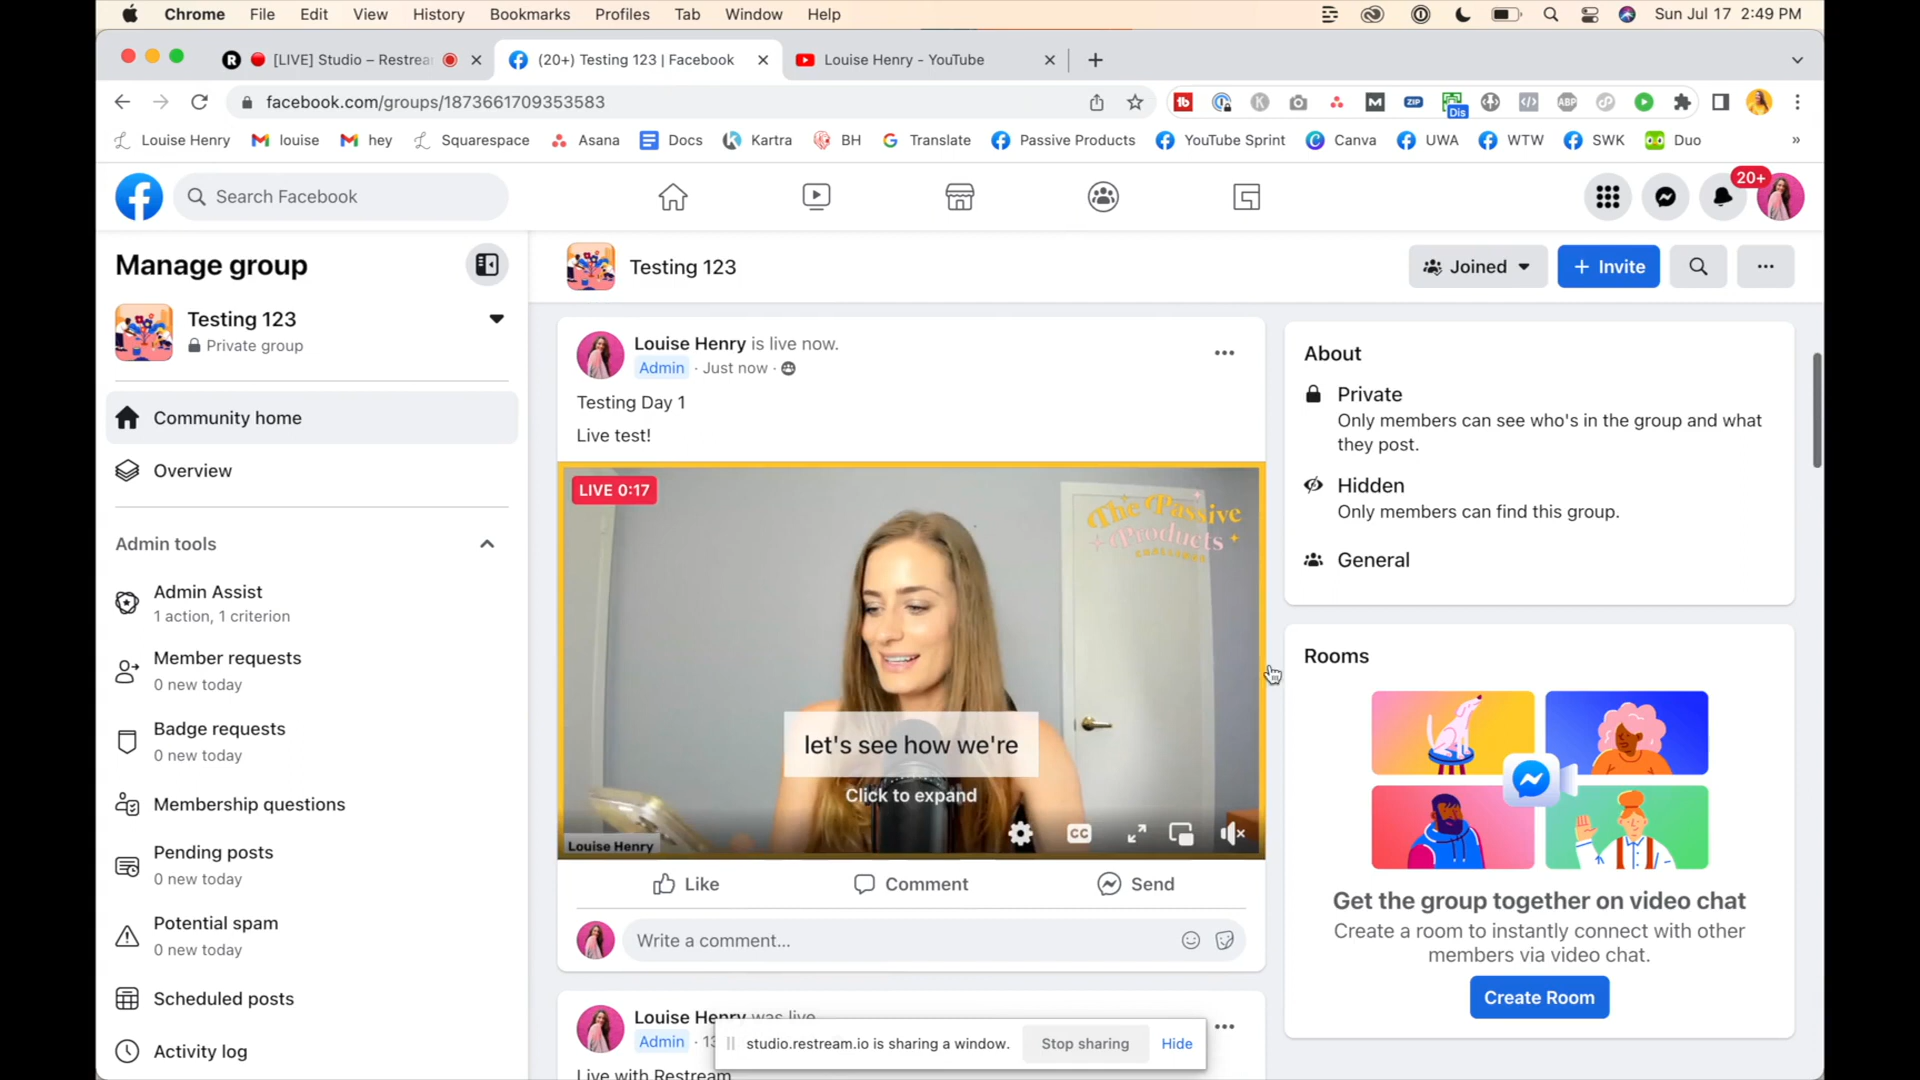 Chrome File Edit View History Bookmarks Profiles Tab Window Help Sun Jul 17 2:49 PM
[LIVE] Studio – Restrea (20+) Testing 123 | Facebook Louise Henry - YouTube
facebook.com/groups/1873661709353583
ZIP ABP Dis
Louise Henry louise hey Squarespace Asana Docs Kartra BH Translate Passive Products YouTube Sprint Canva UWA WTW SWK Duo
Search Facebook
20+
Manage group
Testing 123
Private group
Community home
Overview
Admin tools
Admin Assist
1 action, 1 criterion
Member requests
0 new today
Badge requests
0 new today
Membership questions
Pending posts
0 new today
Potential spam
0 new today
Scheduled posts
Activity log
Testing 123
Joined
+ Invite
Louise Henry is live now.
Admin · Just now ·
Testing Day 1
Live test!
LIVE 0:17
The Passive
Products
let's see how we're
Click to expand
CC
Louise Henry
Like Comment Send
Write a comment...
Louise Henry was live
Admin
Live with Restream
studio.restream.io is sharing a window. Stop sharing Hide
About
Private
Only members can see who's in the group and what
they post.
Hidden
Only members can find this group.
General
Rooms
Get the group together on video chat
Create a room to instantly connect with other
members via video chat.
Create Room